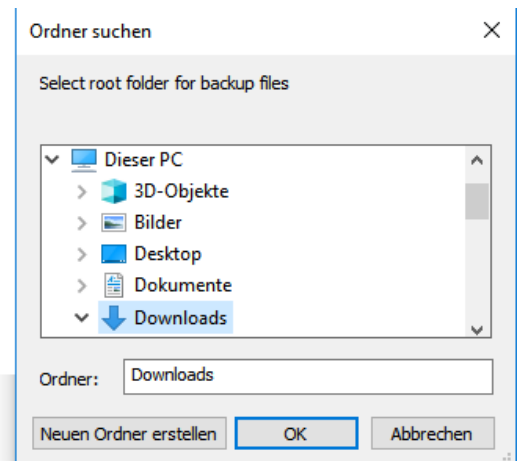 Ordner suchen
Select root folder for backup files
Dieser PC
3D-Objekte
Bilder
Desktop
Dokumente
Downloads
Ordner: Downloads
Neuen Ordner erstellen OK Abbrechen